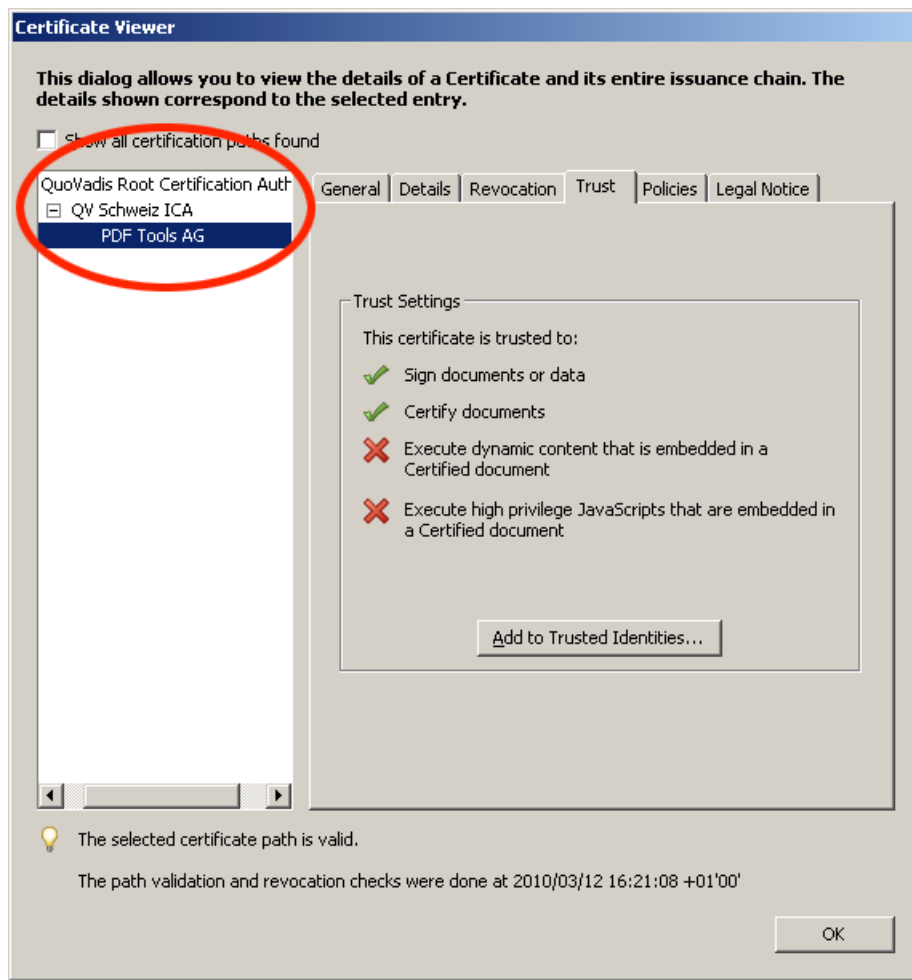 Certificate Viewer
This dialog allows you to view the details of a Certificate and its entire issuance chain. The
details shown correspond to the selected entry.
Show all certification paths found
QuoVadis Root Certification Auth
QV Schweiz ICA
PDF Tools AG
General Details Revocation Trust Policies Legal Notice
Trust Settings
This certificate is trusted to:
Sign documents or data
Certify documents
Execute dynamic content that is embedded in a
Certified document
Execute high privilege JavaScripts that are embedded in
a Certified document
Add to Trusted Identities...
The selected certificate path is valid.
The path validation and revocation checks were done at 2010/03/12 16:21:08 +01'00'
OK